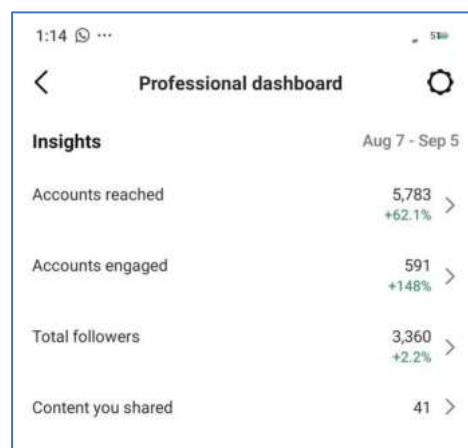 1:14 ...
51
Professional dashboard
Insights Aug 7 - Sep 5
Accounts reached 5,783
+62.1%
Accounts engaged 591
+148%
Total followers 3,360
+2.2%
Content you shared 41